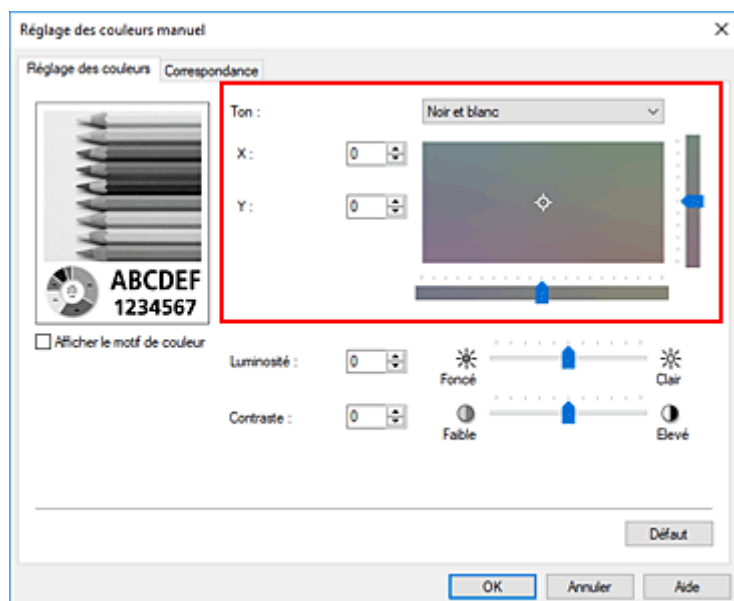 Réglage des couleurs manuel
Réglage des couleurs
Correspondance
Ton :
Noir et blanc
X :
0
Y :
0
ABCDEF
1234567
Afficher le motif de couleur
Luminosité :
0
Foncé
Clair
Contraste :
0
Faible
Elevé
Défaut
OK
Annuler
Aide